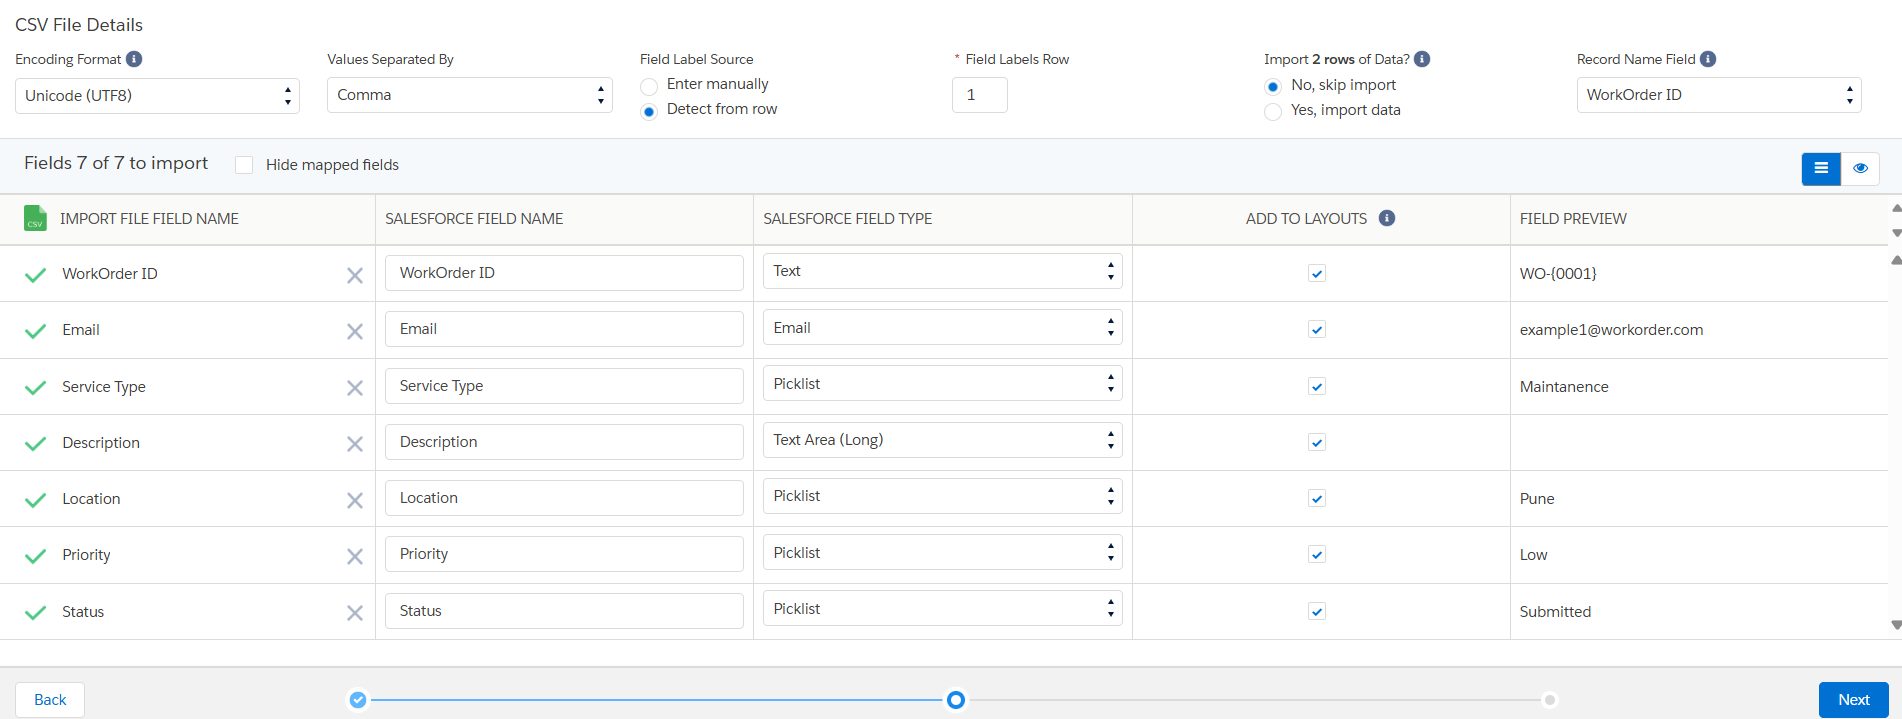 CSV File Details
Encoding Format
Values Separated By
Field Label Source
* Field Labels Row
Import 2 rows of Data?
Record Name Field
Unicode (UTF8)
Comma
Enter manually
Detect from row
1
No, skip import
Yes, import data
WorkOrder ID
Fields 7 of 7 to import
Hide mapped fields
CSV IMPORT FILE FIELD NAME SALESFORCE FIELD NAME SALESFORCE FIELD TYPE ADD TO LAYOUTS FIELD PREVIEW
WorkOrder ID WorkOrder ID Text WO-{0001}
Email Email Email example1@workorder.com
Service Type Service Type Picklist Maintanence
Description Description Text Area (Long)
Location Location Picklist Pune
Priority Priority Picklist Low
Status Status Picklist Submitted
Back
Next